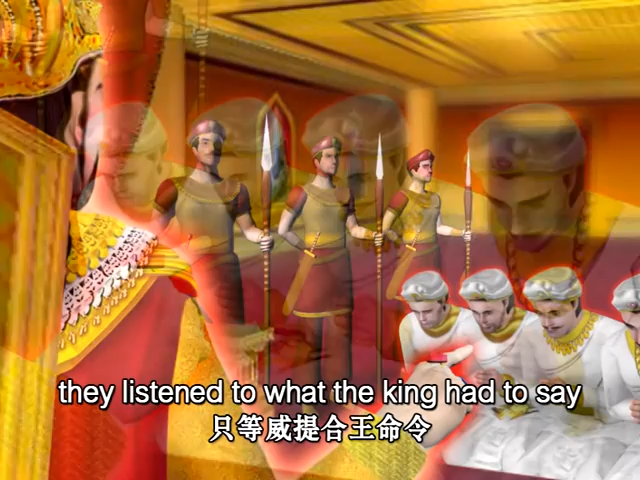 they listened to what the king had to say
只等威提合王命令